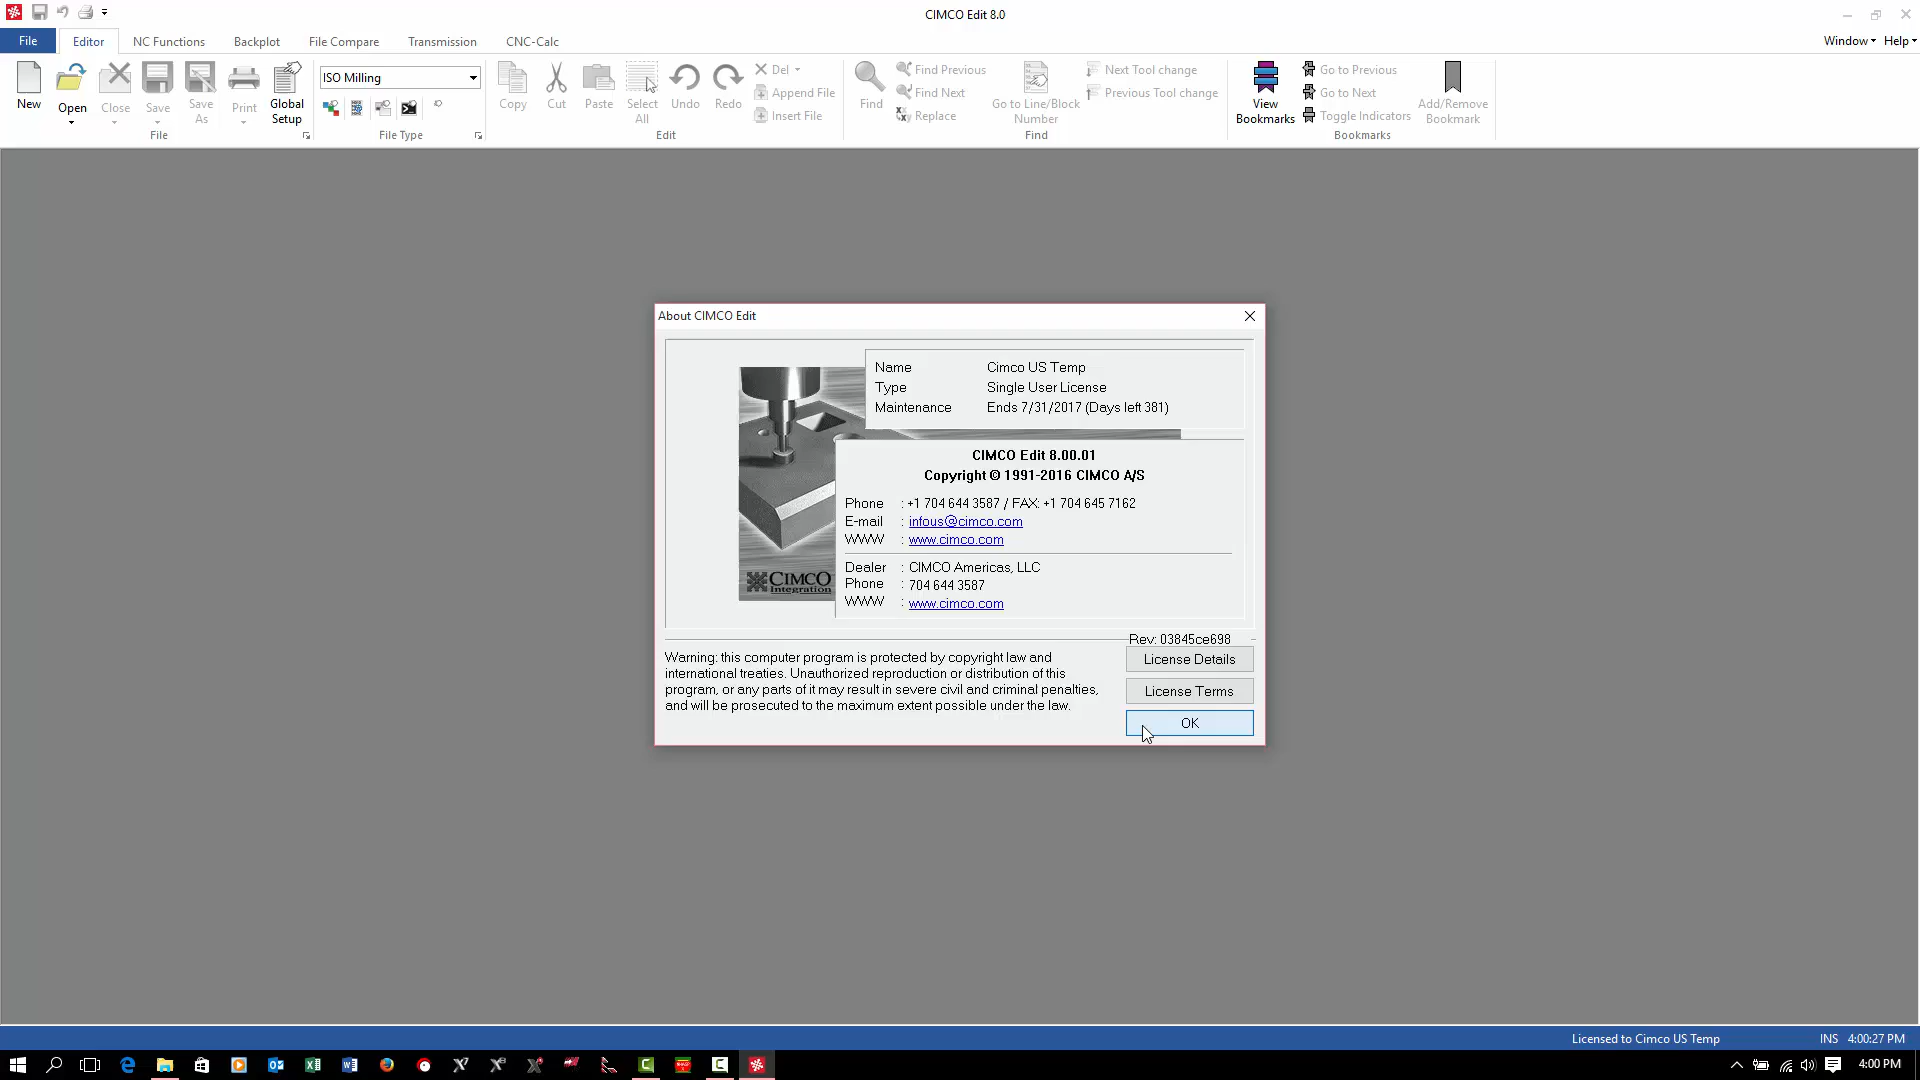 CIMCO Edit 8.0
File Editor NC Functions Backplot File Compare Transmission CNC-Calc Window Help
New Open Close Save Save As Print Global Setup
File
ISO Milling
File Type
Copy Cut Paste Select All Undo Redo
Del
Append File
Insert File
Edit
Find
Find Previous
Find Next
Replace
Go to Line/Block Number
Next Tool change
Previous Tool change
Find
View Bookmarks
Go to Previous
Go to Next
Toggle Indicators
Add/Remove Bookmark
Bookmarks
About CIMCO Edit
Name Cimco US Temp
Type Single User License
Maintenance Ends 7/31/2017 (Days left 381)
CIMCO Edit 8.00.01
Copyright © 1991-2016 CIMCO A/S
Phone : +1 704 644 3587 / FAX: +1 704 645 7162
E-mail : infous@cimco.com
WWW : www.cimco.com
Dealer : CIMCO Americas, LLC
Phone : 704 644 3587
WWW : www.cimco.com
CIMCO
Integration
Rev: 03845ce698
Warning: this computer program is protected by copyright law and
international treaties. Unauthorized reproduction or distribution of this
program, or any parts of it may result in severe civil and criminal penalties,
and will be prosecuted to the maximum extent possible under the law.
License Details
License Terms
OK
Licensed to Cimco US Temp INS 4:00:27 PM
4:00 PM